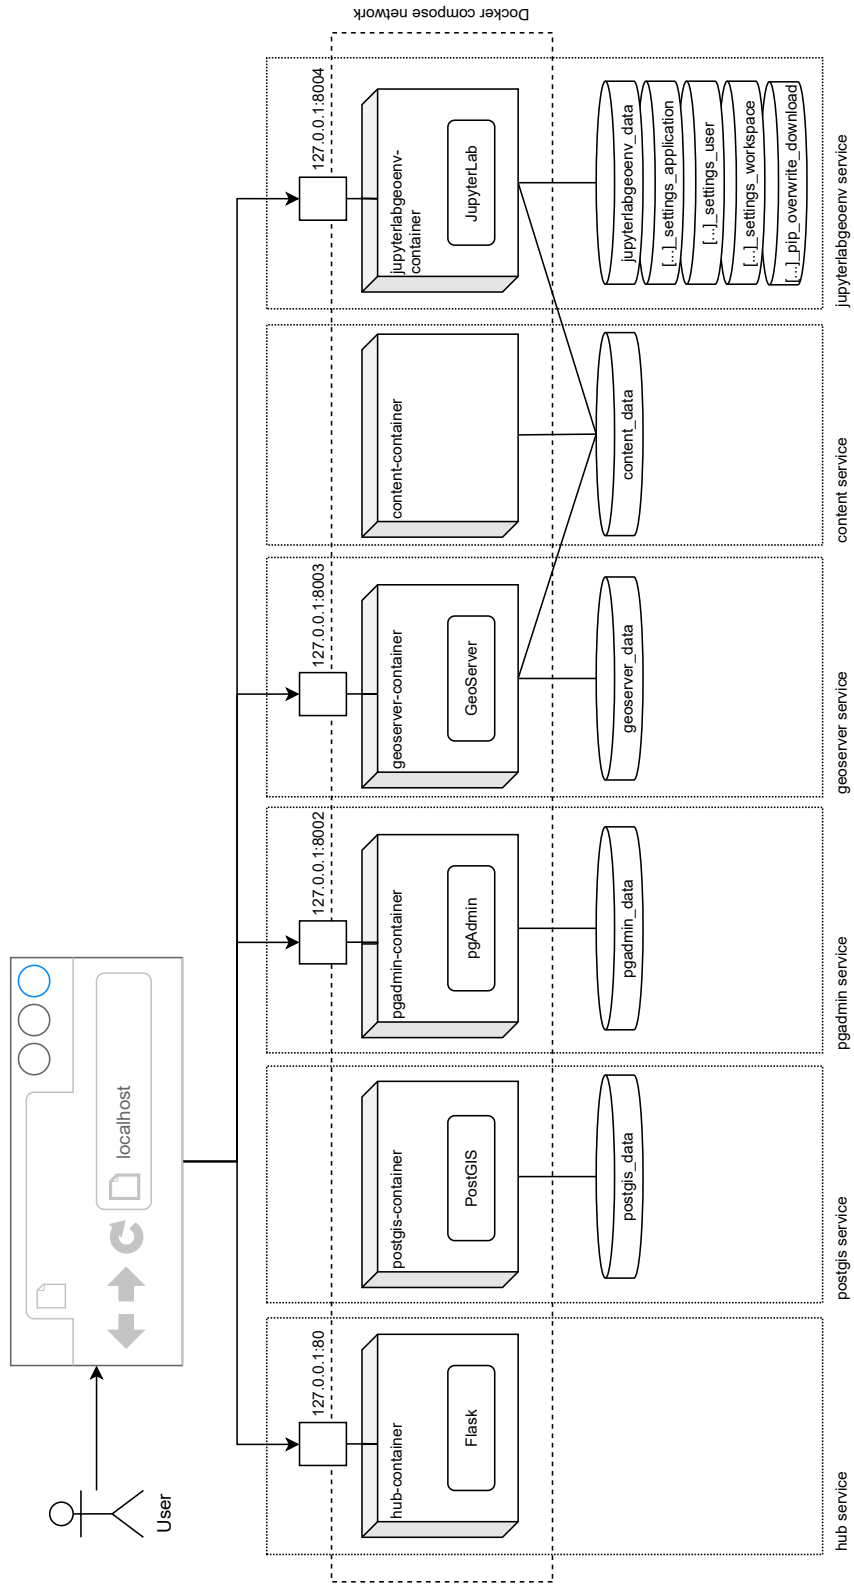 User
localhost
Docker compose network
127.0.0.1:80
hub-container
Flask
hub service
postgis-container
PostGIS
postgis_data
postgis service
127.0.0.1:8002
pgadmin-container
pgAdmin
pgadmin_data
pgadmin service
127.0.0.1:8003
geoserver-container
GeoServer
geoserver_data
geoserver service
content-container
content_data
content service
127.0.0.1:8004
jupyterlabgeoenv-
container
JupyterLab
jupyterlabgeoenv_data
[...]_settings_application
[...]_settings_user
[...]_settings_workspace
[...]_pip_overwrite_download
jupyterlabgeoenv service